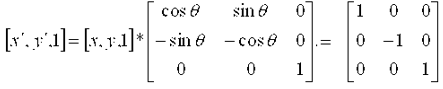 [x′, y′,1] = [x, y,1] * [cos θ sin θ 0
− sin θ − cos θ 0
0 0 1] .= [1 0 0
0 −1 0
0 0 1]